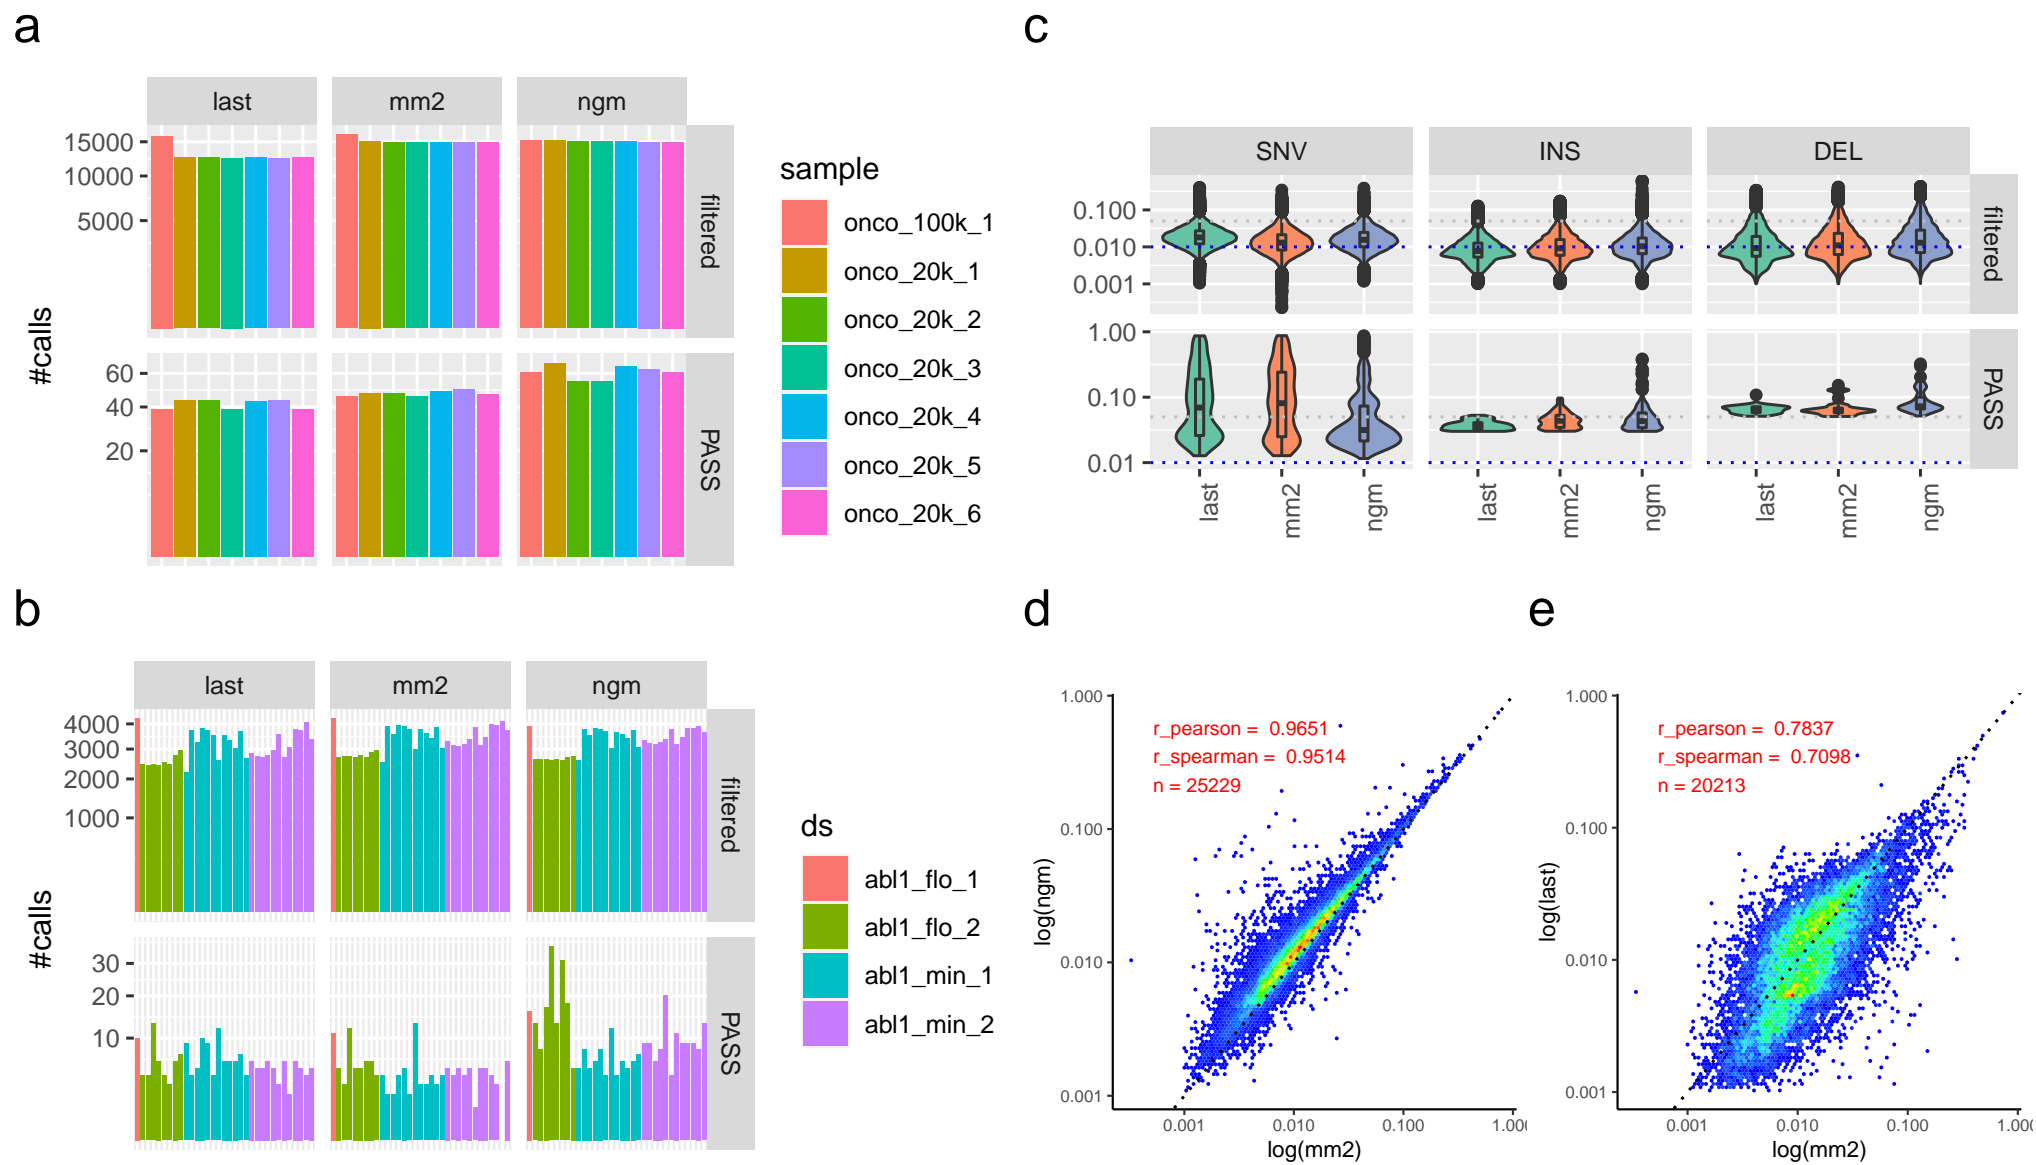 a
last mm2 ngm
15000
10000
5000
filtered
60
40
20
PASS
#calls
sample
onco_100k_1
onco_20k_1
onco_20k_2
onco_20k_3
onco_20k_4
onco_20k_5
onco_20k_6
b
last mm2 ngm
4000
3000
2000
1000
filtered
30
20
10
PASS
#calls
ds
abl1_flo_1
abl1_flo_2
abl1_min_1
abl1_min_2
c
SNV INS DEL
0.100
0.010
0.001
filtered
1.00
0.10
0.01
PASS
last mm2 ngm last mm2 ngm last mm2 ngm
d
1.000
0.100
0.010
0.001
log(ngm)
r_pearson = 0.9651
r_spearman = 0.9514
n = 25229
0.001 0.010 0.100 1.000
log(mm2)
e
1.000
0.100
0.010
0.001
log(last)
r_pearson = 0.7837
r_spearman = 0.7098
n = 20213
0.001 0.010 0.100 1.000
log(mm2)